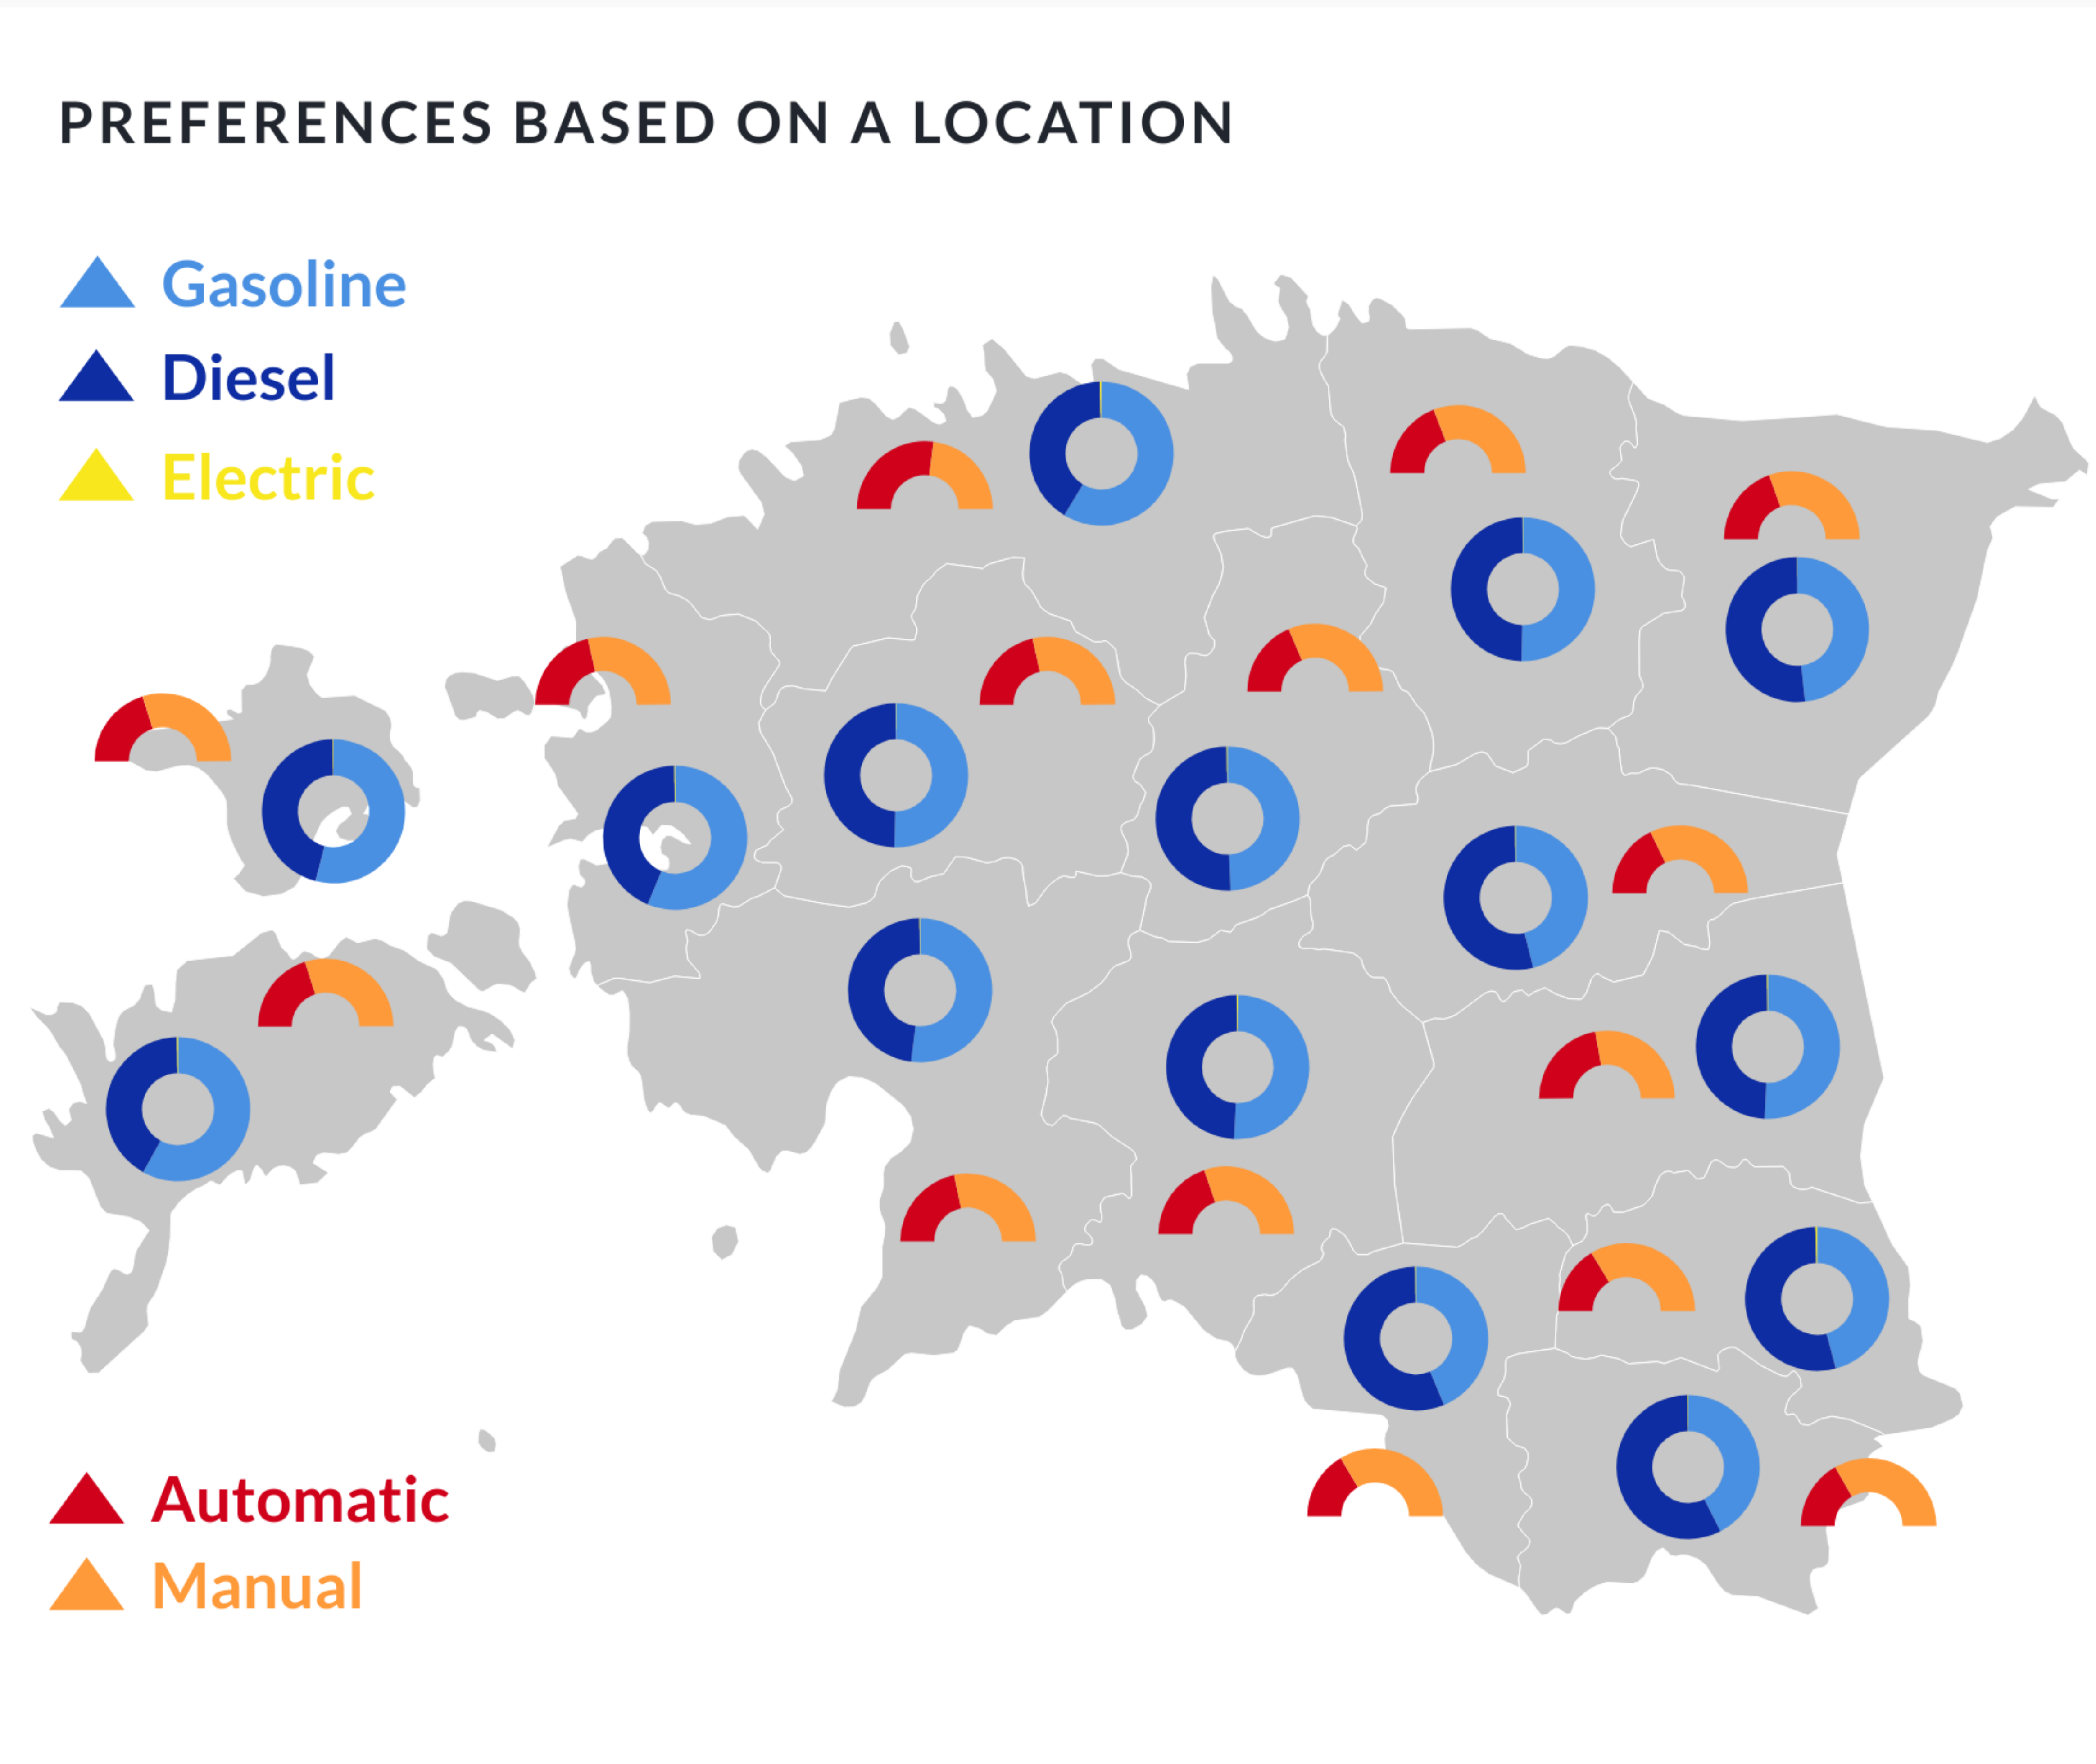 PREFERENCES BASED ON A LOCATION
Gasoline
Diesel
Electric
Automatic
Manual